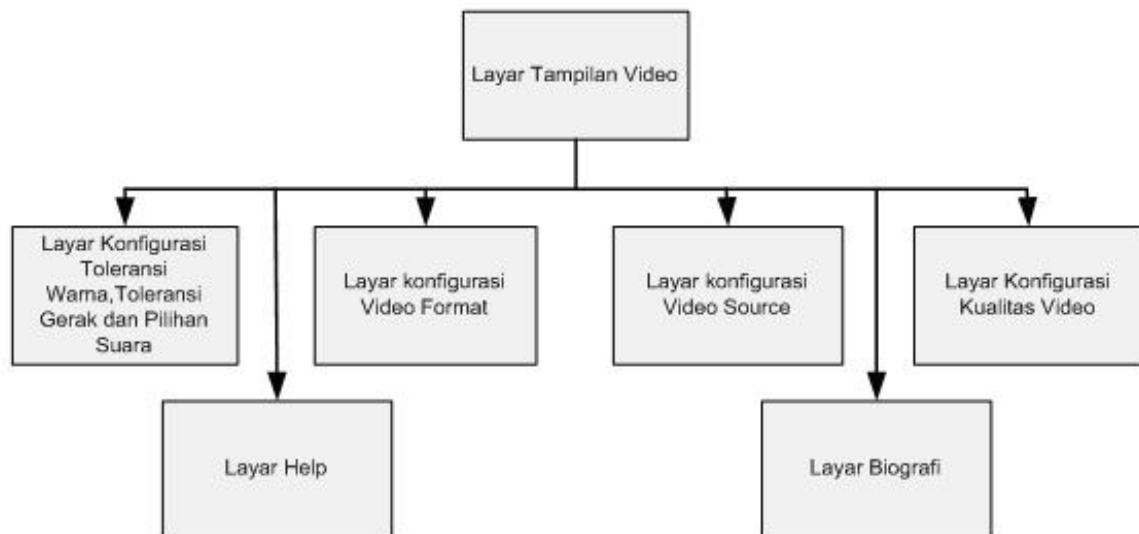 Layar Tampilan Video
Layar Konfigurasi
Toleransi
Warna,Toleransi
Gerak dan Pilihan
Suara
Layar konfigurasi
Video Format
Layar konfigurasi
Video Source
Layar Konfigurasi
Kualitas Video
Layar Help
Layar Biografi